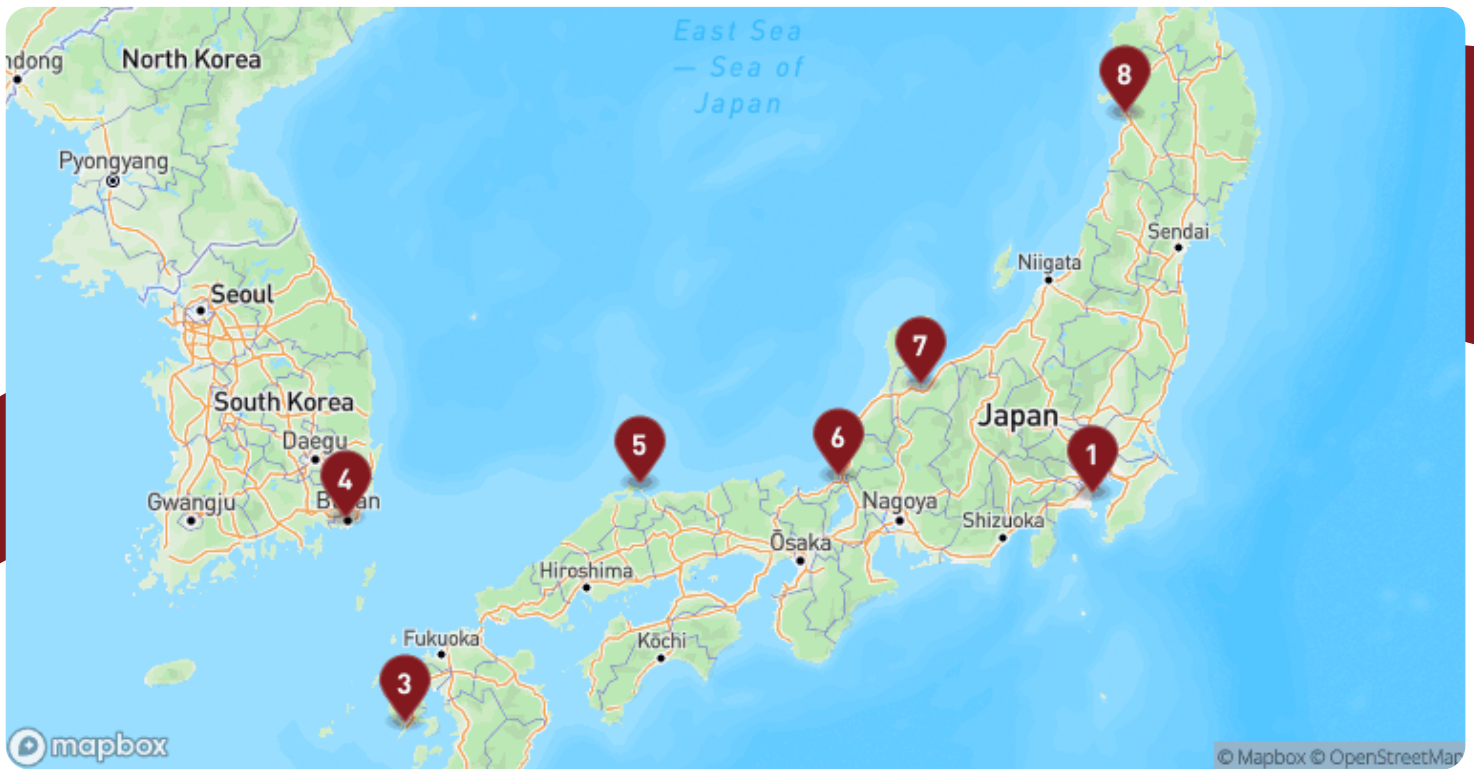 East Sea
— Sea of
Japan
ndong
North Korea
8
Pyongyang
Sendai
Niigata
Seoul
7
South Korea
Japan
Daegu
5
6
1
4
Gwangju
B an
Nagoya
Shizuoka
Ōsaka
Hiroshima
Fukuoka
Kōchi
3
mapbox
© Mapbox © OpenStreetMap